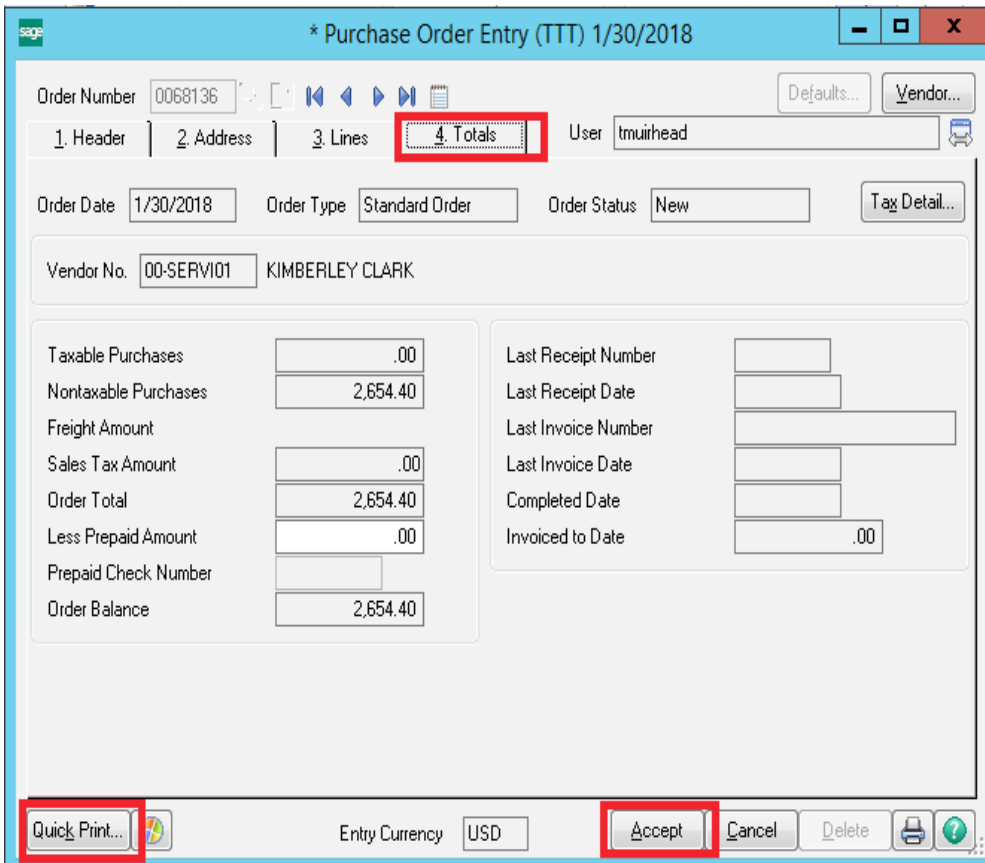 sage
* Purchase Order Entry (TTT) 1/30/2018
Order Number 0068136 Defaults... Vendor...
1. Header 2. Address 3. Lines 4. Totals User tmuirhead
Order Date 1/30/2018 Order Type Standard Order Order Status New Tax Detail...
Vendor No. 00-SERVI01 KIMBERLEY CLARK
Taxable Purchases .00 Last Receipt Number
Nontaxable Purchases 2,654.40 Last Receipt Date
Freight Amount Last Invoice Number
Sales Tax Amount .00 Last Invoice Date
Order Total 2,654.40 Completed Date
Less Prepaid Amount .00 Invoiced to Date .00
Prepaid Check Number
Order Balance 2,654.40
Quick Print... Entry Currency USD Accept Cancel Delete